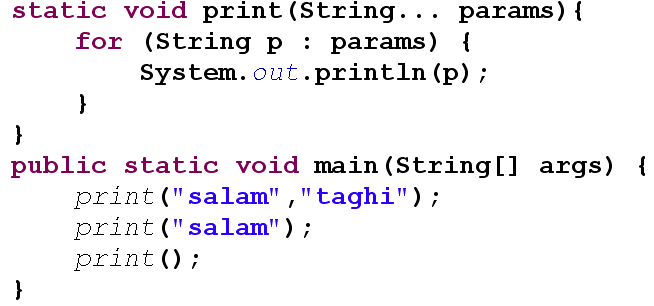 static void print(String... params){
    for (String p : params) {
        System.out.println(p);
    }
}
public static void main(String[] args) {
    print("salam","taghi");
    print("salam");
    print();
}